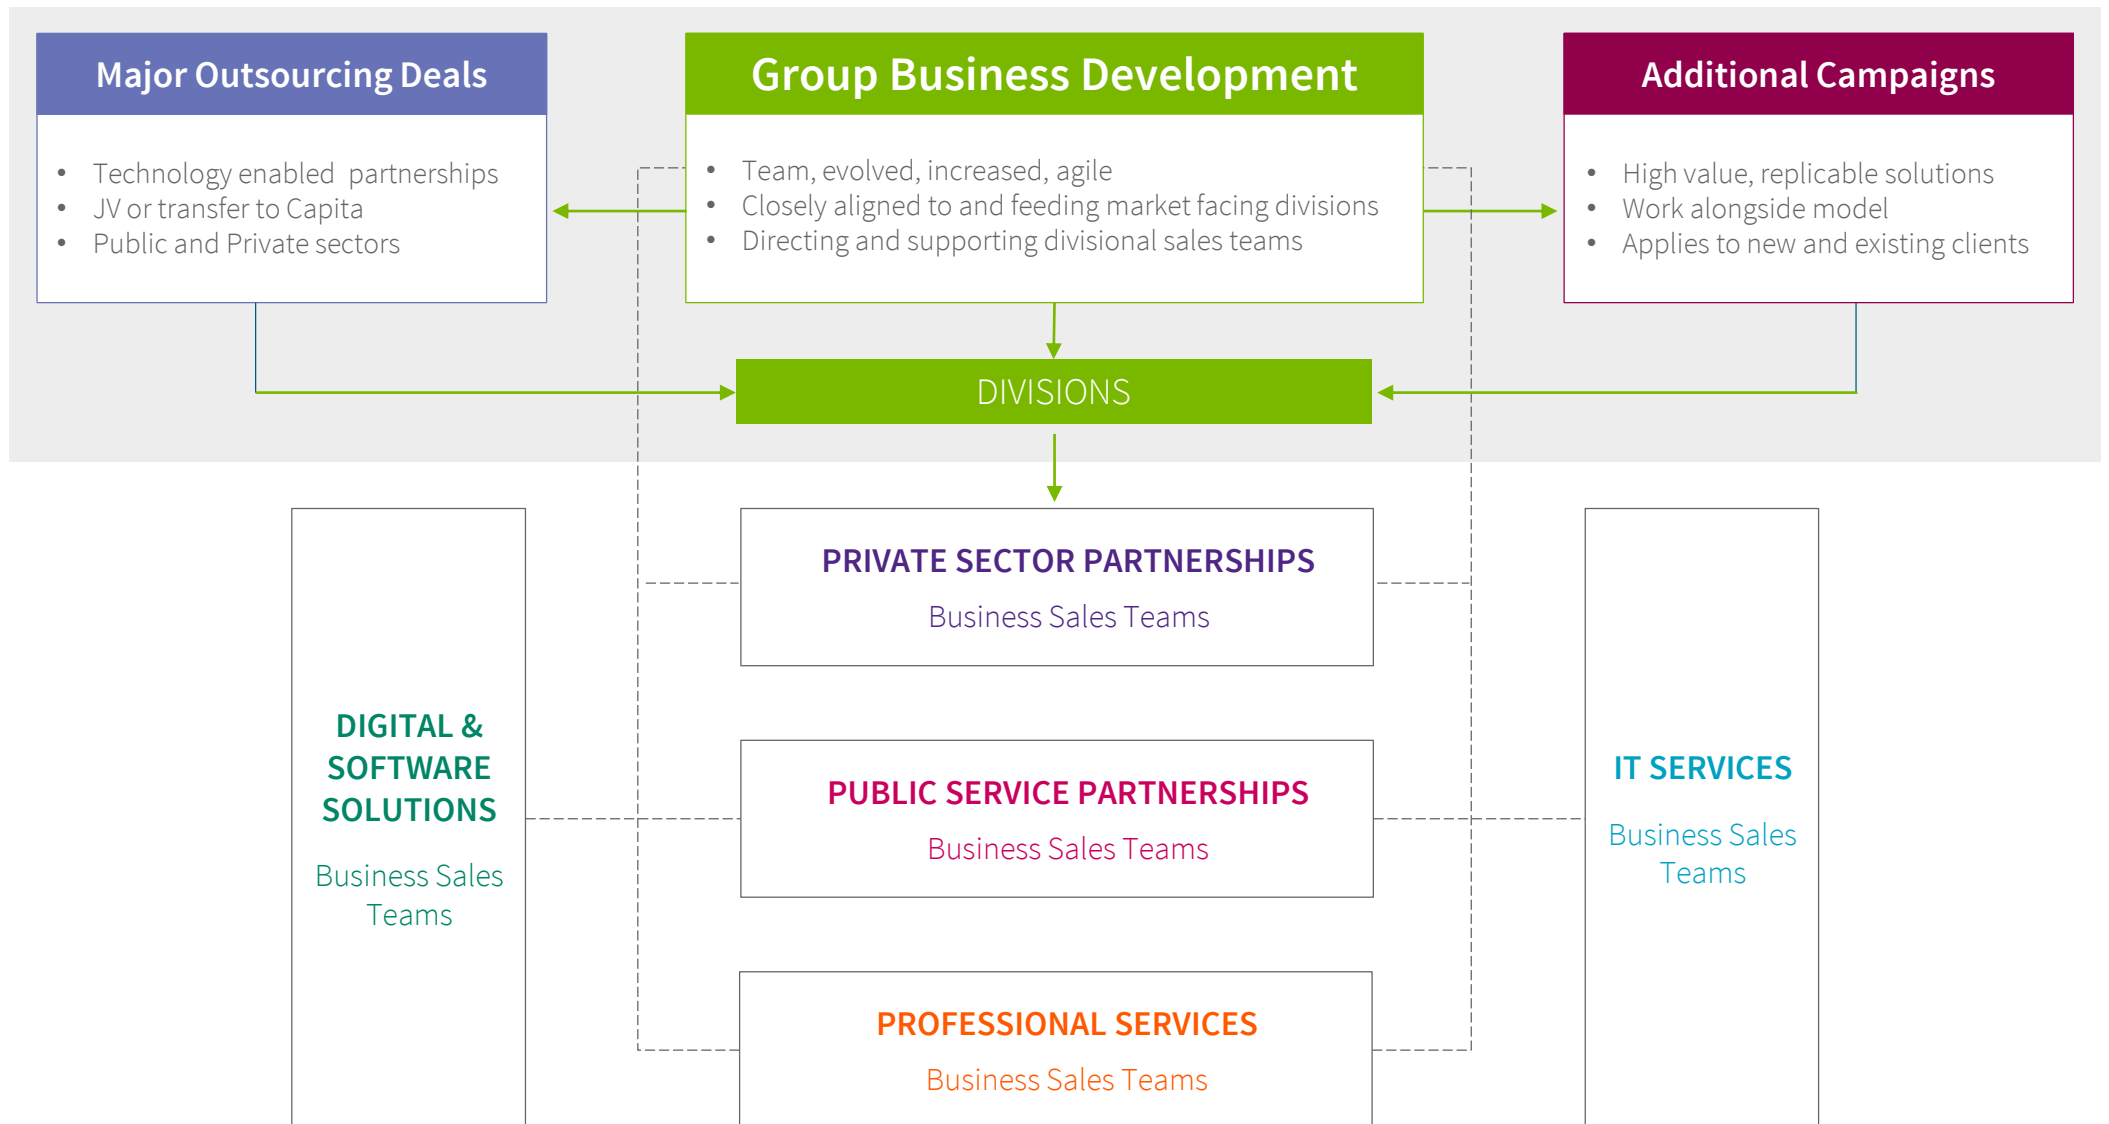 Major Outsourcing Deals
• Technology enabled partnerships
• JV or transfer to Capita
• Public and Private sectors
Group Business Development
• Team, evolved, increased, agile
• Closely aligned to and feeding market facing divisions
• Directing and supporting divisional sales teams
Additional Campaigns
• High value, replicable solutions
• Work alongside model
• Applies to new and existing clients
DIVISIONS
DIGITAL &
SOFTWARE
SOLUTIONS
Business Sales
Teams
PRIVATE SECTOR PARTNERSHIPS
Business Sales Teams
PUBLIC SERVICE PARTNERSHIPS
Business Sales Teams
PROFESSIONAL SERVICES
Business Sales Teams
IT SERVICES
Business Sales
Teams